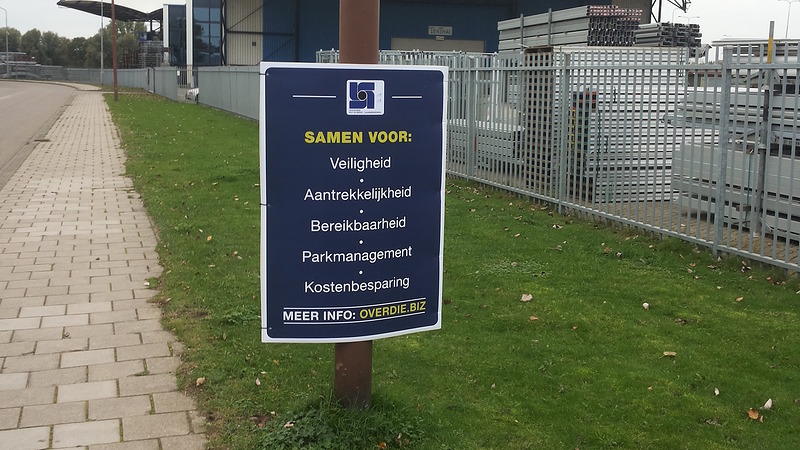 SAMEN VOOR:
Veiligheid
•
Aantrekkelijkheid
•
Bereikbaarheid
•
Parkmanagement
•
Kostenbesparing
MEER INFO: OVERDIE.BIZ